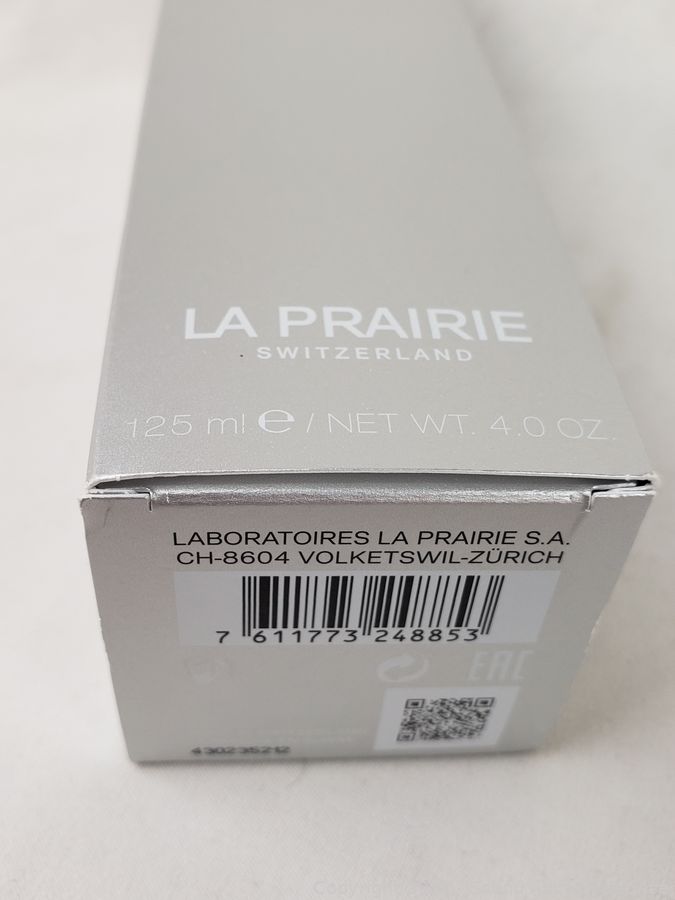 LA PRAIRIE
SWITZERLAND
125 ml e / NET WT. 4.0 OZ.
LABORATOIRES LA PRAIRIE S.A.
CH-8604 VOLKETSWIL-ZÜRICH
7 611773 248853
EAC
430235212